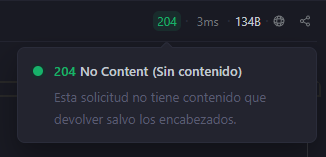 204 · 3ms · 134B
204 No Content (Sin contenido)
Esta solicitud no tiene contenido que
devolver salvo los encabezados.